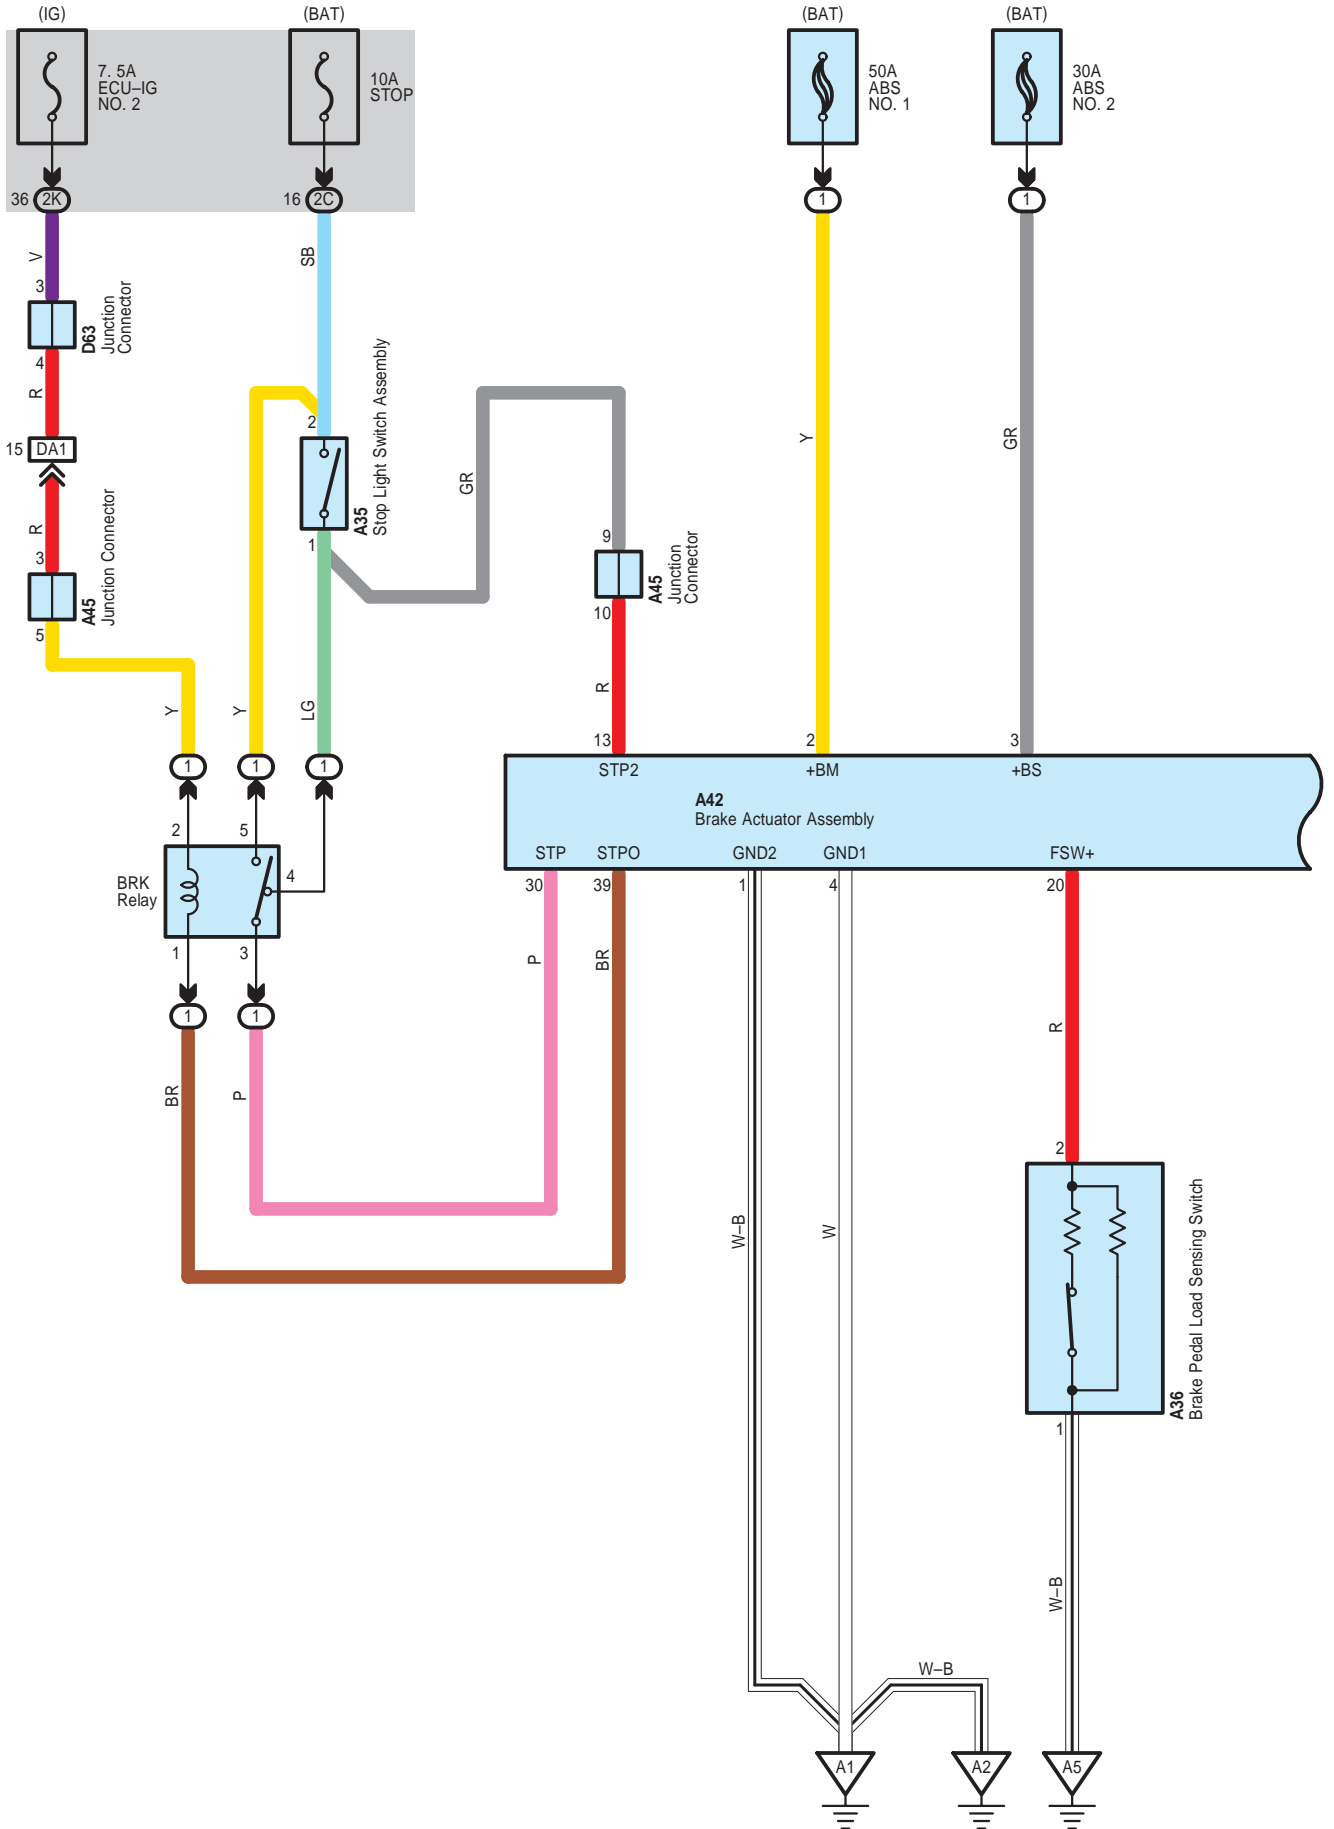 (IG)
(BAT)
(BAT)
(BAT)
7. 5A
ECU–IG
NO. 2
10A
STOP
50A
ABS
NO. 1
30A
ABS
NO. 2
36
2K
16
2C
1
1
V
SB
3
D63
Junction
Connector
4
R
15
DA1
R
3
A45
Junction Connector
5
2
A35
Stop Light Switch Assembly
1
GR
9
A45
Junction
Connector
10
R
Y
GR
Y
Y
LG
1
1
1
13
2
3
STP2
+BM
+BS
A42
Brake Actuator Assembly
STP
STPO
GND2
GND1
FSW+
30
39
1
4
20
2
5
BRK
Relay
4
1
3
1
1
BR
P
P
BR
R
W–B
W
2
A36
Brake Pedal Load Sensing Switch
1
W–B
W–B
A1
A2
A5